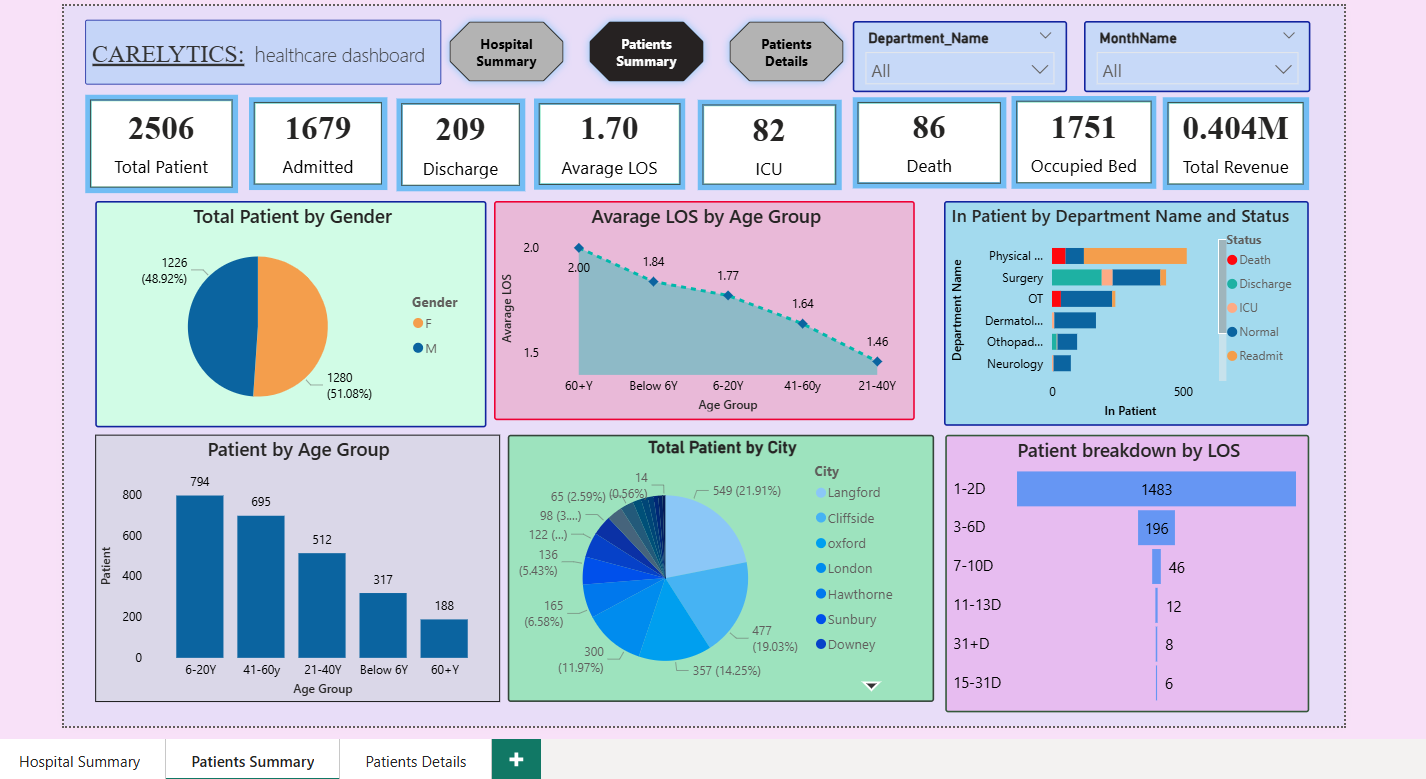 CARELYTICS: healthcare dashboard
Hospital
Summary
Patients
Summary
Patients
Details
Department_Name
All
MonthName
All
2506
Total Patient
1679
Admitted
209
Discharge
1.70
Avarage LOS
82
ICU
86
Death
1751
Occupied Bed
0.404M
Total Revenue
Total Patient by Gender
1226
(48.92%)
1280
(51.08%)
Gender
F
M
Avarage LOS by Age Group
Avarage LOS
2.0
1.5
2.00
1.84
1.77
1.64
1.46
60+Y
Below 6Y
6-20Y
41-60y
21-40Y
Age Group
In Patient by Department Name and Status
Department Name
Physical ...
Surgery
OT
Dermatol...
Othopad...
Neurology
0
500
In Patient
Status
Death
Discharge
ICU
Normal
Readmit
Patient by Age Group
Patient
800
600
400
200
0
794
695
512
317
188
6-20Y
41-60y
21-40Y
Below 6Y
60+Y
Age Group
Total Patient by City
14
(0.56%)
65 (2.59%)
98 (3....)
122 (...)
136
(5.43%)
165
(6.58%)
300
(11.97%)
357 (14.25%)
477
(19.03%)
549 (21.91%)
City
Langford
Cliffside
oxford
London
Hawthorne
Sunbury
Downey
Patient breakdown by LOS
1-2D
1483
3-6D
196
7-10D
46
11-13D
12
31+D
8
15-31D
6
Hospital Summary
Patients Summary
Patients Details
+